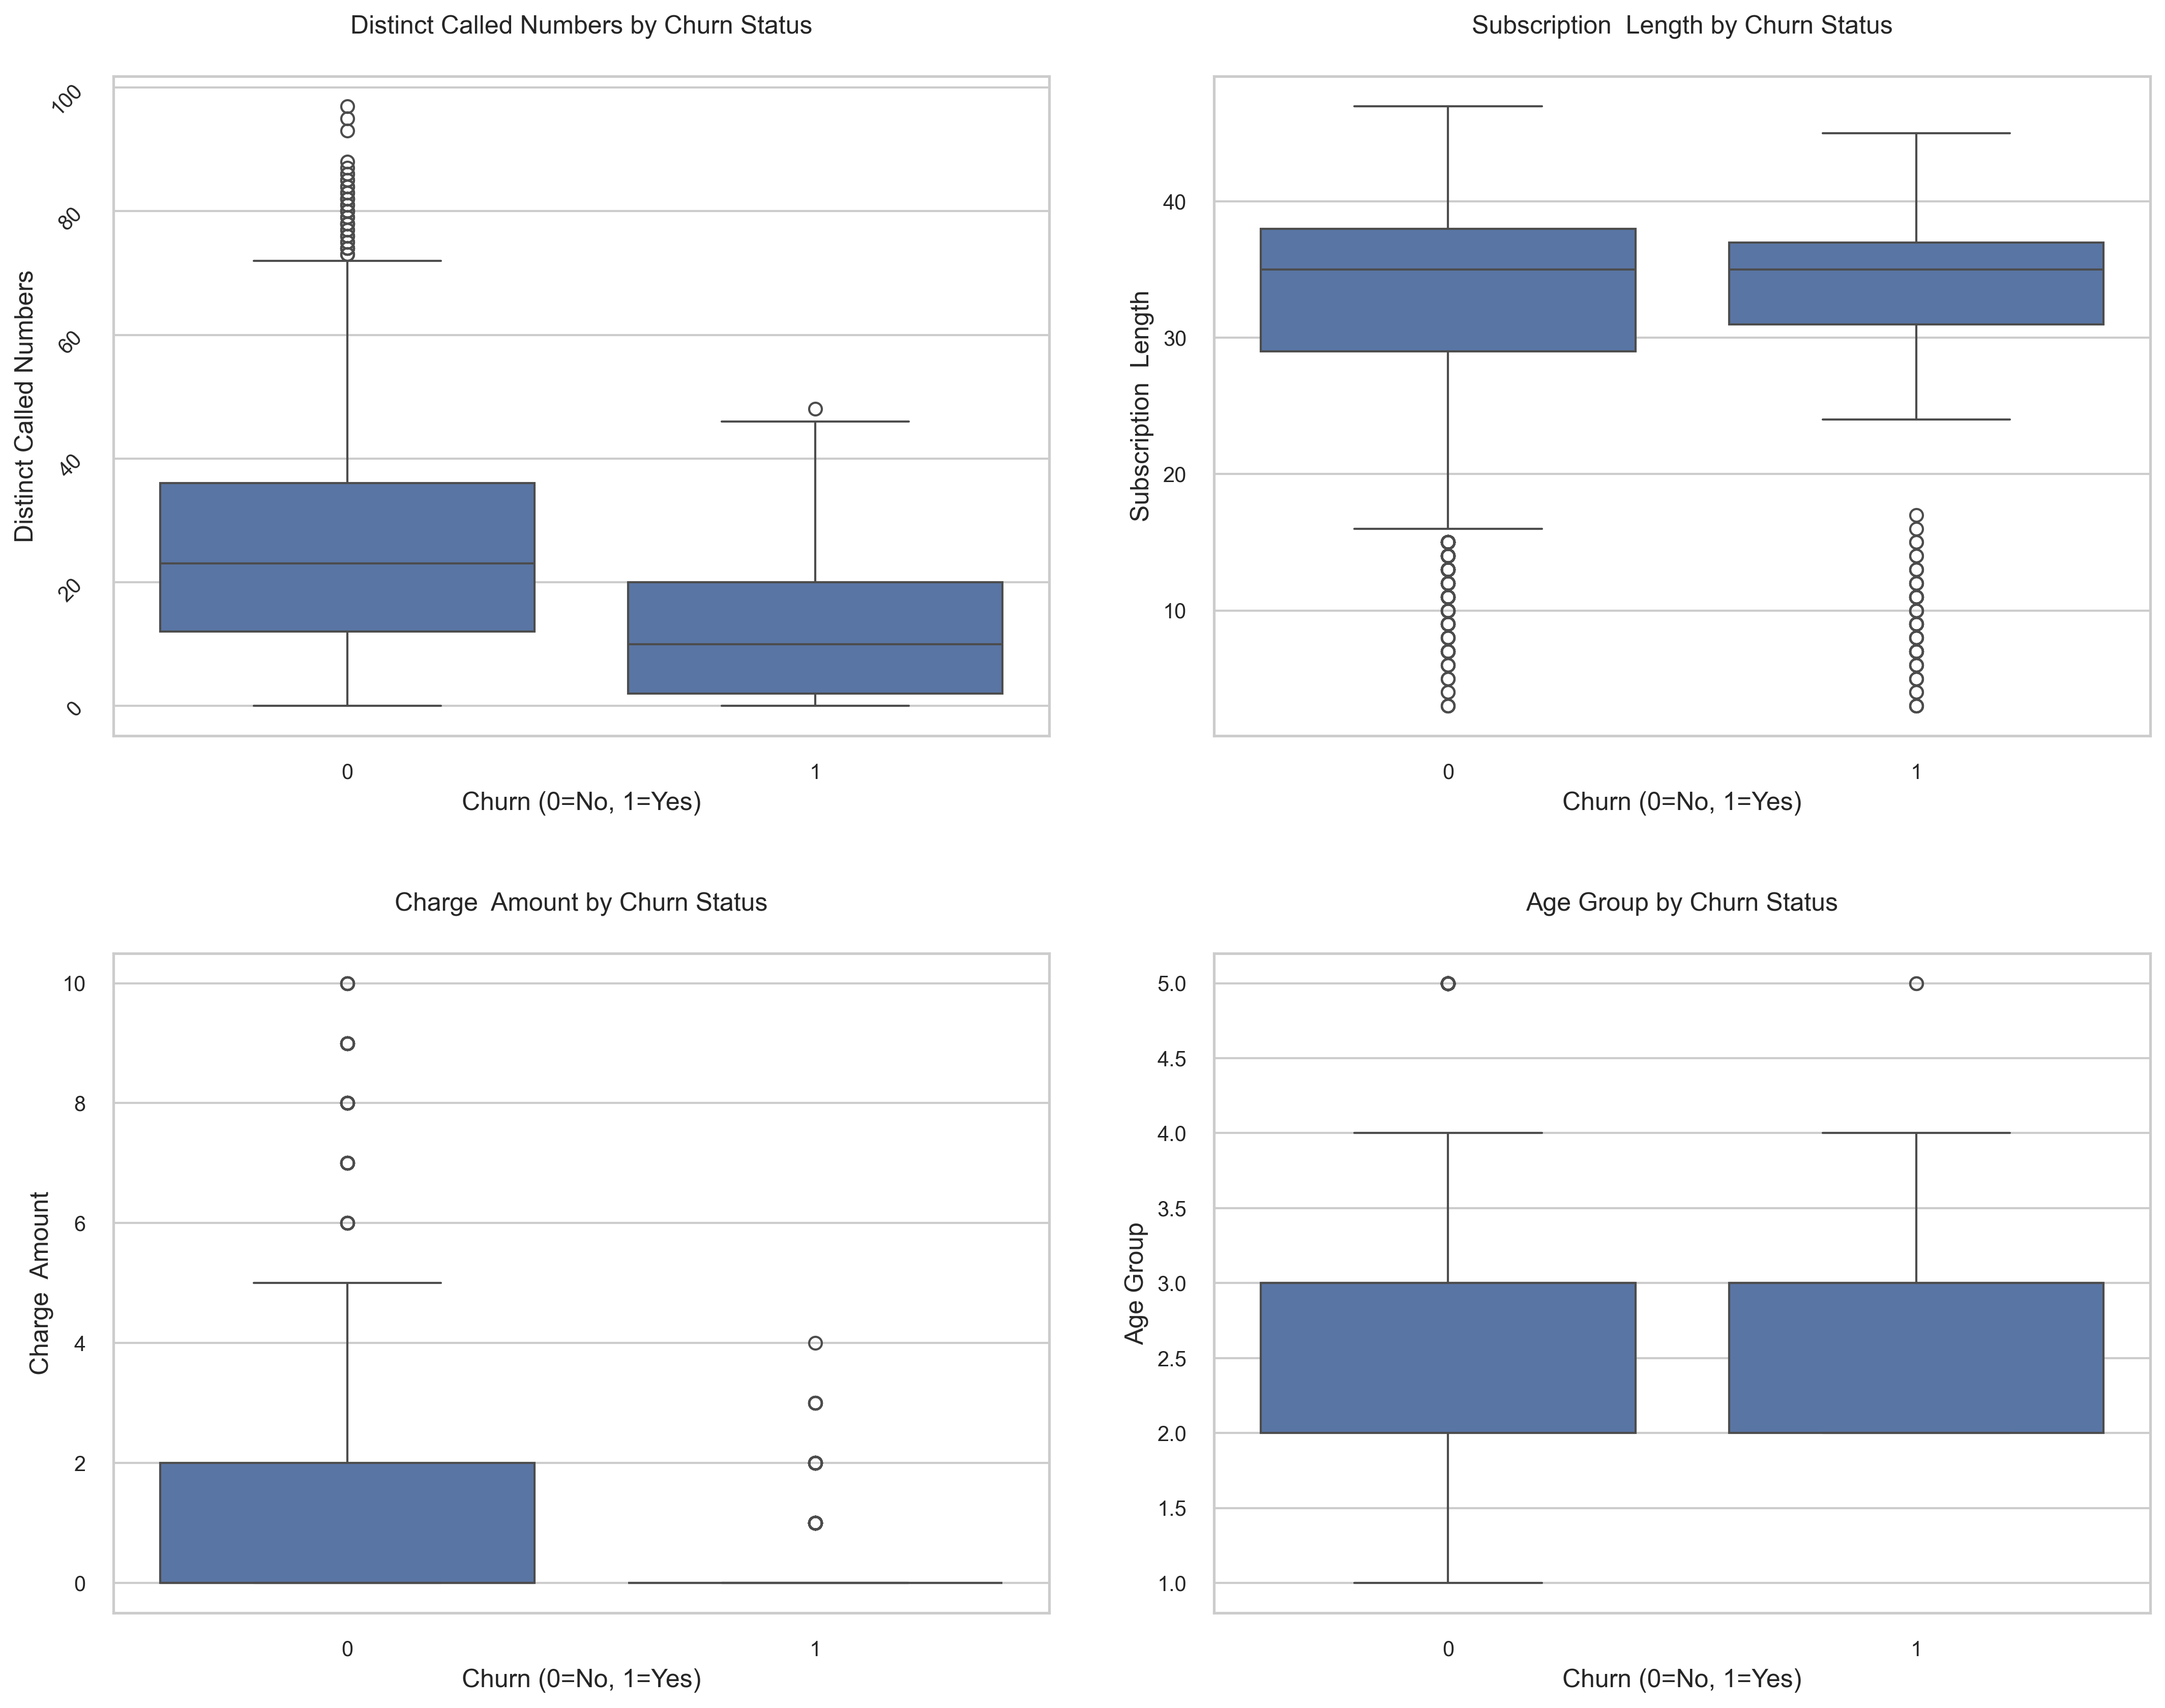 Distinct Called Numbers by Churn Status
Distinct Called Numbers
100
80
60
40
20
0
0
1
Churn (0=No, 1=Yes)
Subscription  Length by Churn Status
Subscription  Length
40
30
20
10
0
1
Churn (0=No, 1=Yes)
Charge  Amount by Churn Status
Charge  Amount
10
8
6
4
2
0
0
1
Churn (0=No, 1=Yes)
Age Group by Churn Status
Age Group
5.0
4.5
4.0
3.5
3.0
2.5
2.0
1.5
1.0
0
1
Churn (0=No, 1=Yes)